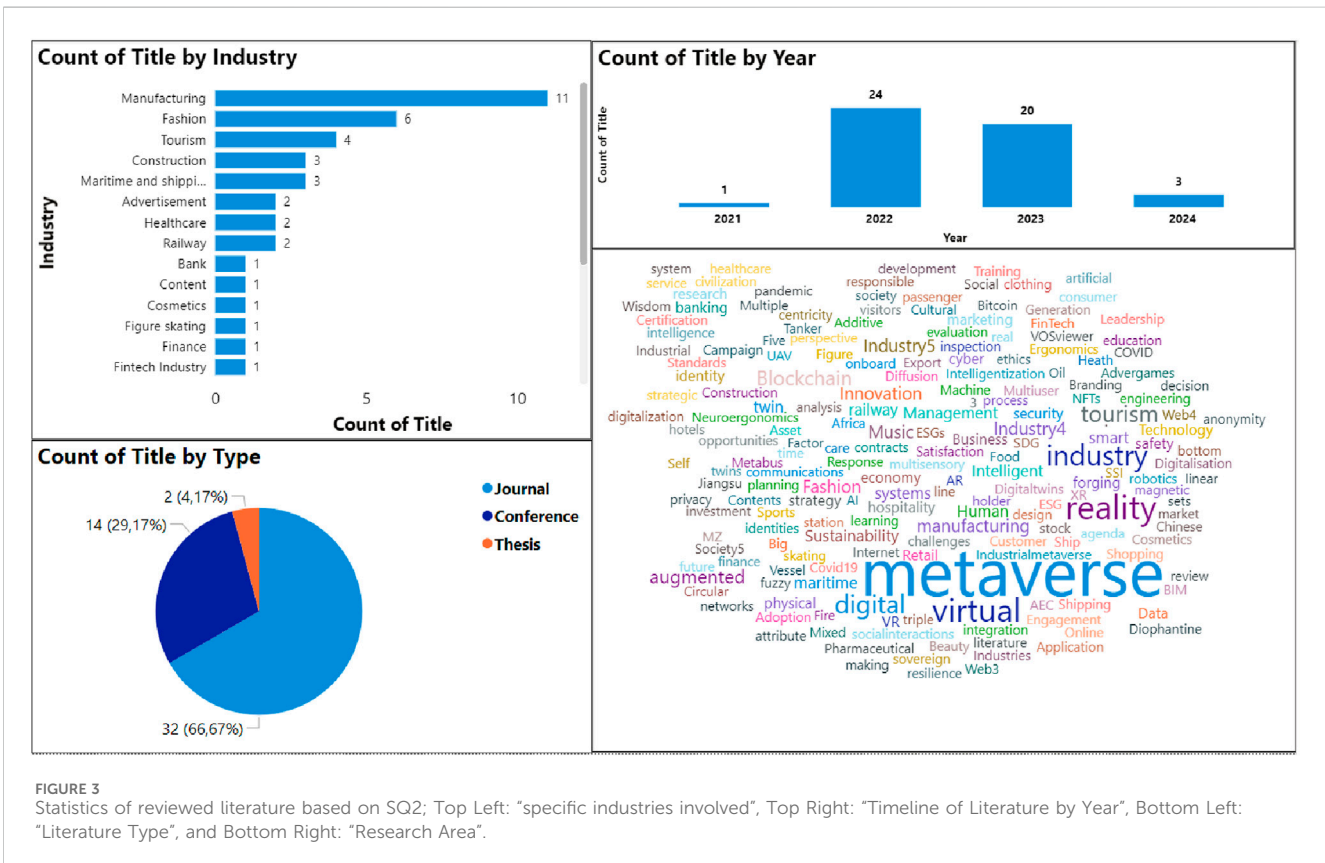 Count of Title by Industry
Manufacturing 11
Fashion 6
Tourism 4
Construction 3
Maritime and shippi... 3
Advertisement 2
Healthcare 2
Railway 2
Bank 1
Content 1
Cosmetics 1
Figure skating 1
Finance 1
Fintech Industry 1
Industry
0 5 10
Count of Title
Count of Title by Year
Count of Title
1 24 20 3
2021 2022 2023 2024
Year
Count of Title by Type
2 (4,17%)
14 (29,17%)
32 (66,67%)
Journal
Conference
Thesis
system healthcare development Training
service civilization responsible Social clothing artificial
research pandemic society passenger consumer
Wisdom banking Multiple visitors Cultural Bitcoin Generation
Certification centricity marketing FinTech Leadership
intelligence Tanker Additive evaluation real VOSviewer education
Industrial Campaign Five perspective Industry5 inspection Ergonomics COVID
Standards UAV Figure onboard Export cyber ethics Heath Advergames
identity Blockchain Diffusion Intelligentization Oil Branding decision
strategic Construction Innovation Machine Multiuser NFTs engineering
digitalization Neuroergonomics twin analysis railway Management 3 process security tourism Web4 anonymity
hotels Asset Africa Music ESGs Industry4 smart Technology
opportunities Factor care contracts Business SDG safety bottom
Self time Satisfaction Food industry Digitalisation
twins Metabus communications Response multisensory Intelligent SSI robotics linear
Jiangsu planning Fashion economy AR forging magnetic
privacy Contents strategy AI systems line holder Digitaltwins XR reality sets
investment Sports hospitality Human ESG design market
identities station learning manufacturing stock Chinese
MZ Big Sustainability challenges Customer Ship agenda Cosmetics
Society5 skating Internet Retail Industrialmetaverse Shopping
future finance Vessel Covid19 metaverse review
augmented fuzzy maritime BIM
Circular
networks physical digital virtual AEC Shipping Data
Adoption Fire VR triple Engagement Diophantine
attribute Mixed socialinteractions integration Online
Pharmaceutical Beauty literature Application
making sovereign Industries
resilience Web3
FIGURE 3
Statistics of reviewed literature based on SQ2; Top Left: “specific industries involved”, Top Right: “Timeline of Literature by Year”, Bottom Left:
“Literature Type”, and Bottom Right: “Research Area”.